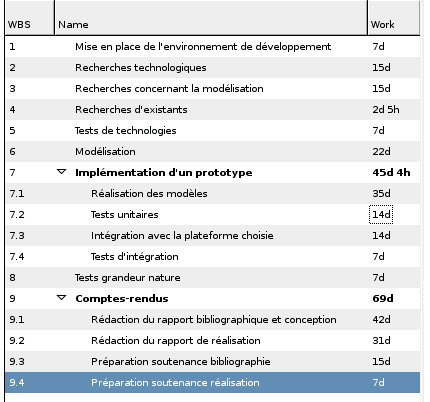 WBS Name Work
1 Mise en place de l'environnement de développement 7d
2 Recherches technologiques 15d
3 Recherches concernant la modélisation 15d
4 Recherches d'existants 2d 5h
5 Tests de technologies 7d
6 Modélisation 22d
7 Implémentation d'un prototype 45d 4h
7.1 Réalisation des modèles 35d
7.2 Tests unitaires 14d
7.3 Intégration avec la plateforme choisie 14d
7.4 Tests d'intégration 7d
8 Tests grandeur nature 7d
9 Comptes-rendus 69d
9.1 Rédaction du rapport bibliographique et conception 42d
9.2 Rédaction du rapport de réalisation 31d
9.3 Préparation soutenance bibliographie 15d
9.4 Préparation soutenance réalisation 7d